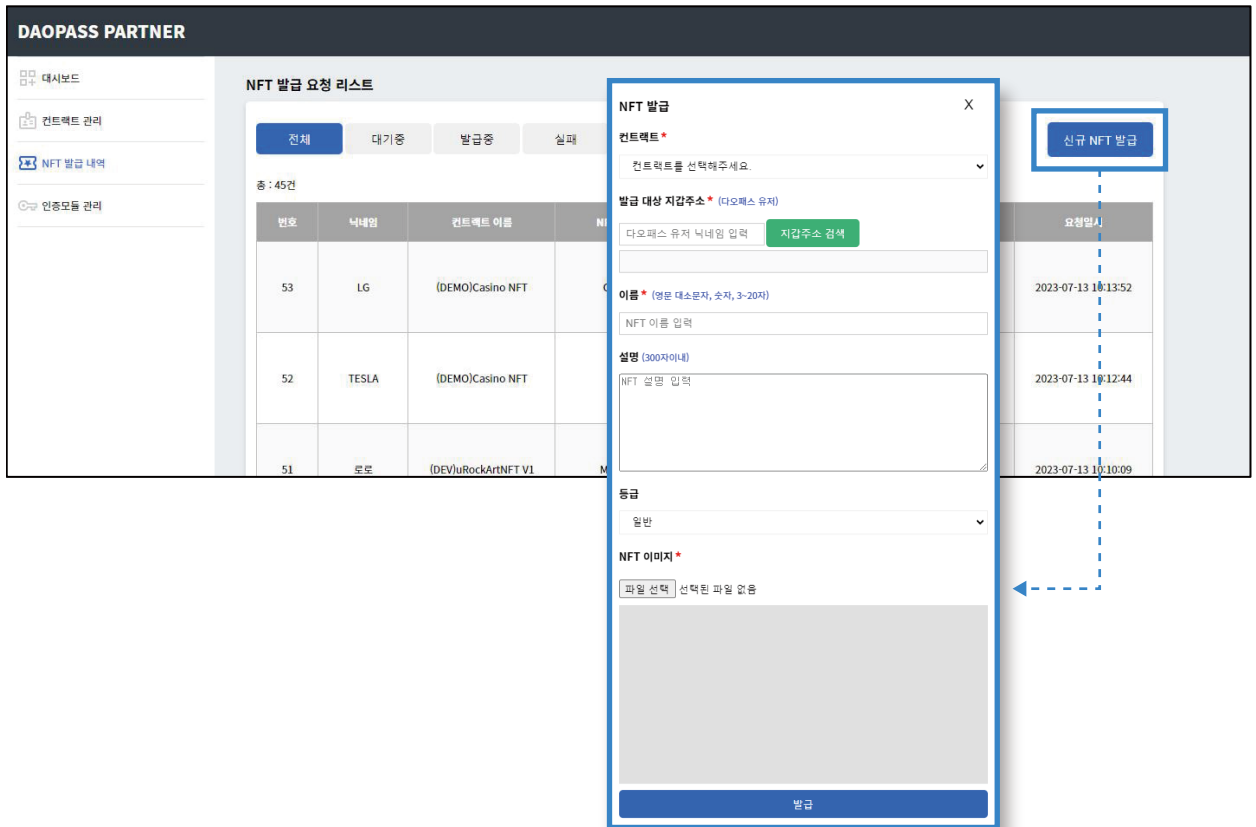 DAOPASS PARTNER
대시보드
컨트랙트 관리
NFT 발급 내역
인증모듈 관리
NFT 발급 요청 리스트
전체 대기중 발급중 실패
신규 NFT 발급
총 : 45건
번호 닉네임 컨트랙트 이름 요청일시
53 LG (DEMO)Casino NFT 2023-07-13 10:13:52
52 TESLA (DEMO)Casino NFT 2023-07-13 10:12:44
51 로로 (DEV)uRockArtNFT V1 M 2023-07-13 10:10:09
NFT 발급 X
컨트랙트 *
컨트랙트를 선택해주세요.
발급 대상 지갑주소 * (다오패스 유저)
다오패스 유저 닉네임 입력 지갑주소 검색
이름 * (영문 대소문자, 숫자, 3~20자)
NFT 이름 입력
설명 (300자이내)
NFT 설명 입력
등급
일반
NFT 이미지 *
파일 선택 선택된 파일 없음
발급